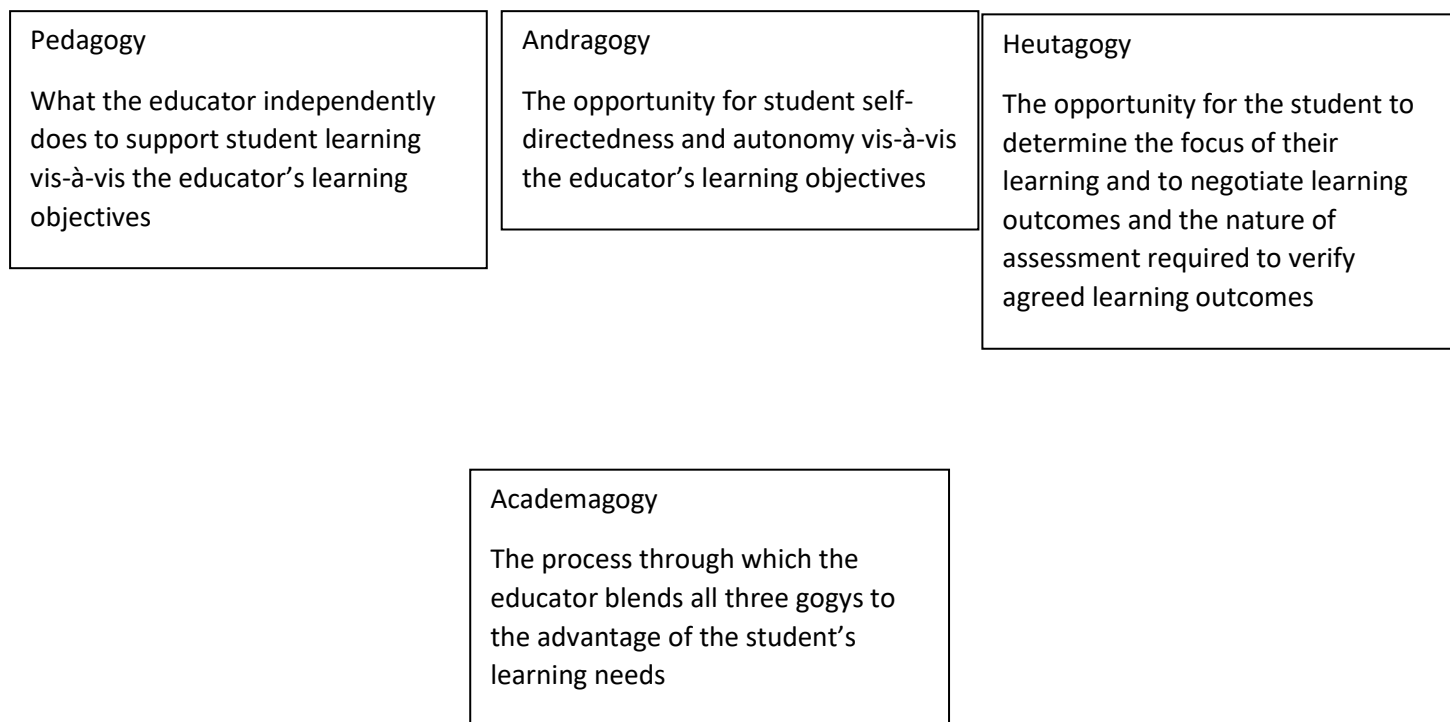 Pedagogy
What the educator independently
does to support student learning
vis-à-vis the educator’s learning
objectives
Andragogy
The opportunity for student self-
directedness and autonomy vis-à-vis
the educator’s learning objectives
Heutagogy
The opportunity for the student to
determine the focus of their
learning and to negotiate learning
outcomes and the nature of
assessment required to verify
agreed learning outcomes
Academagogy
The process through which the
educator blends all three gogys to
the advantage of the student’s
learning needs